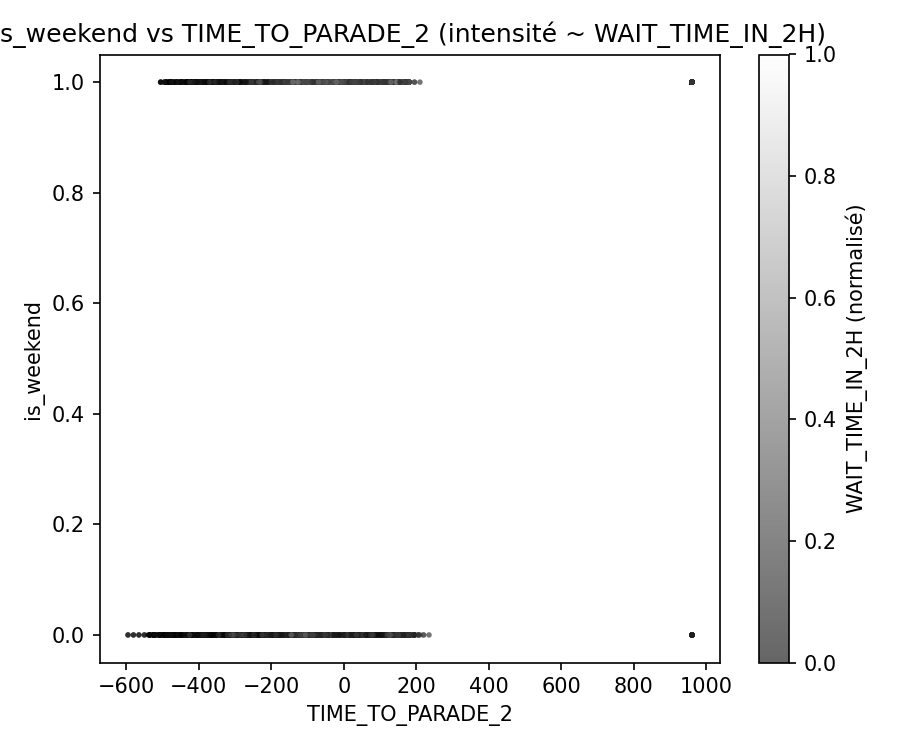 s_weekend vs TIME_TO_PARADE_2 (intensité ~ WAIT_TIME_IN_2H)
1.0
0.8
0.6
0.4
0.2
0.0
is_weekend
−600 −400 −200 0 200 400 600 800 1000
TIME_TO_PARADE_2
1.0
0.8
0.6
0.4
0.2
0.0
WAIT_TIME_IN_2H (normalisé)